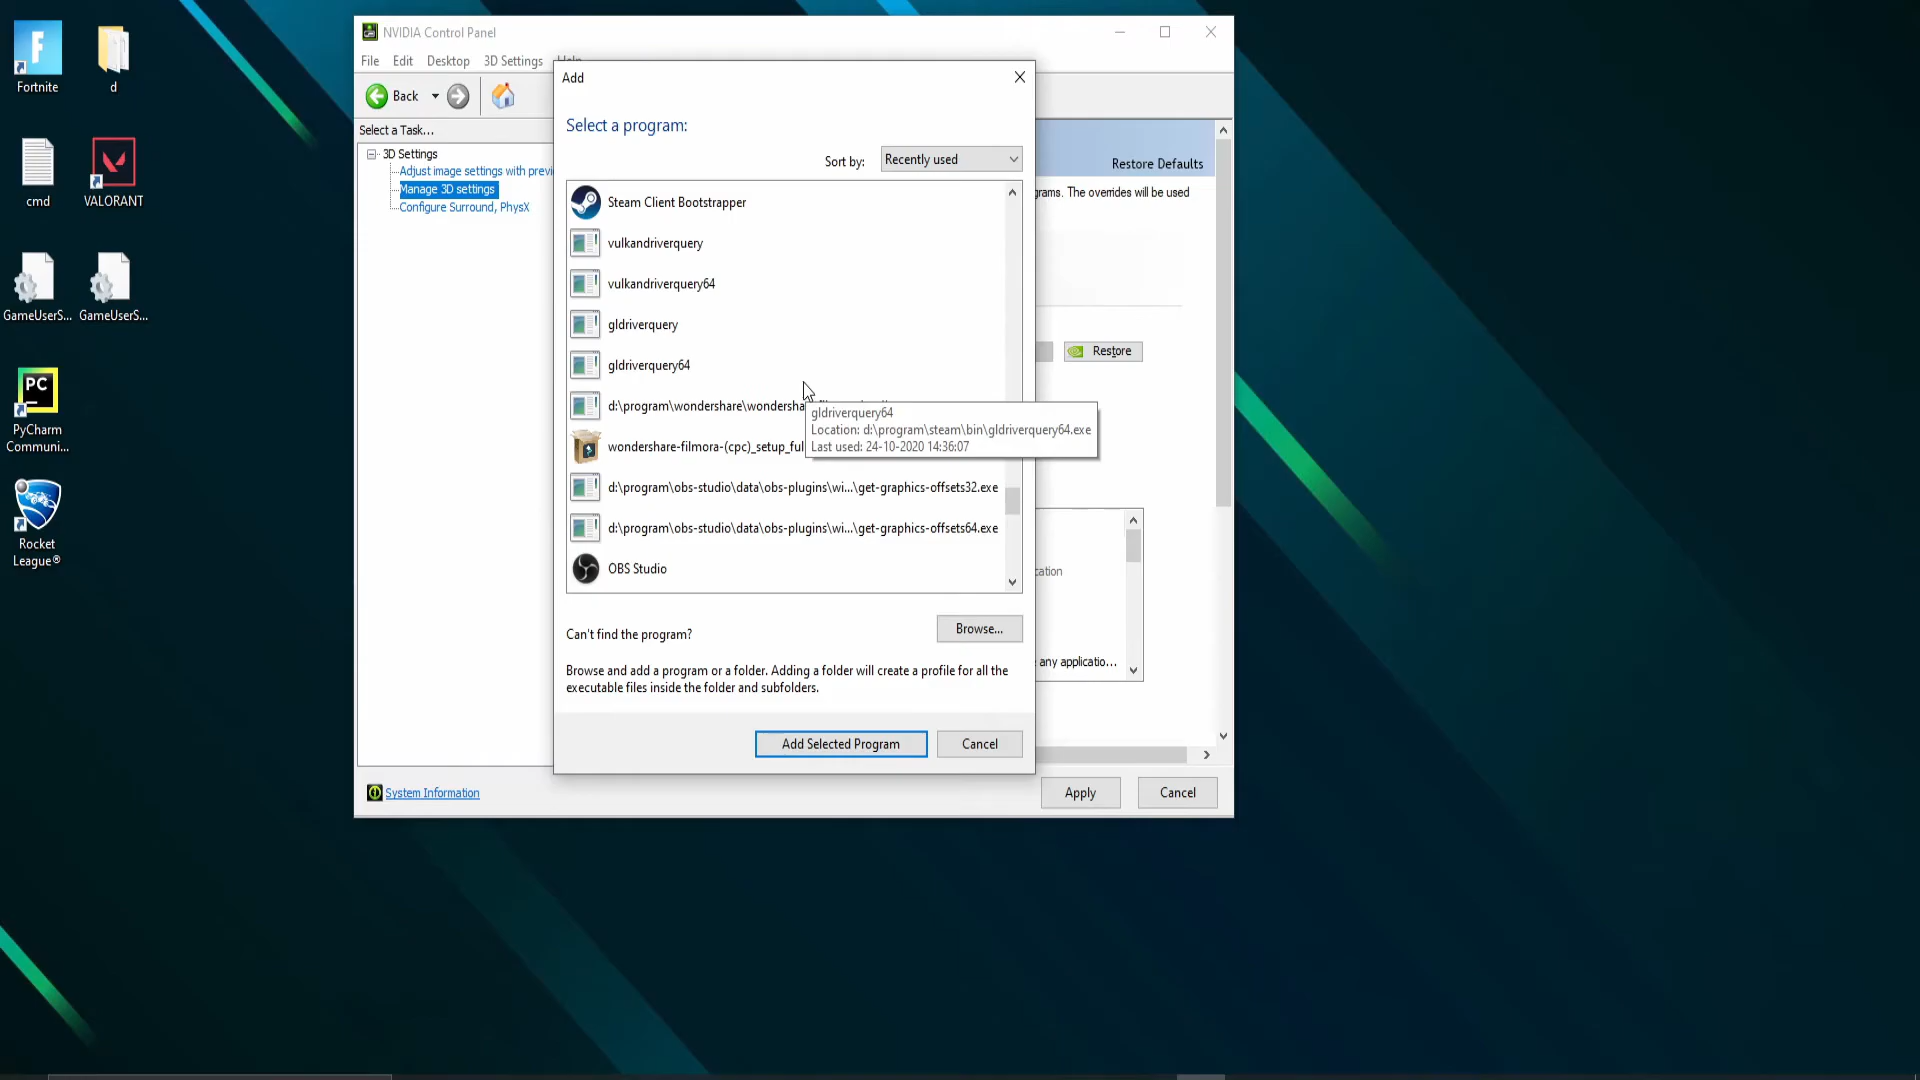 Fortnite
d
cmd
VALORANT
GameUserS...
GameUserS...
PC
PyCharm
Communi...
Rocket
League®
NVIDIA Control Panel
File Edit Desktop 3D Settings Help
Back
Select a Task...
3D Settings
Adjust image settings with previ
Manage 3D settings
Configure Surround, PhysX
System Information
Add
Select a program:
Sort by: Recently used
Steam Client Bootstrapper
vulkandriverquery
vulkandriverquery64
gldriverquery
gldriverquery64
d:\program\wondershare\wondersha
wondershare-filmora-(cpc)_setup_ful
gldriverquery64
Location: d:\program\steam\bin\gldriverquery64.exe
Last used: 24-10-2020 14:36:07
d:\program\obs-studio\data\obs-plugins\wi...\get-graphics-offsets32.exe
d:\program\obs-studio\data\obs-plugins\wi...\get-graphics-offsets64.exe
OBS Studio
Can't find the program?
Browse...
Browse and add a program or a folder. Adding a folder will create a profile for all the
executable files inside the folder and subfolders.
Add Selected Program Cancel
Restore Defaults
grams. The overrides will be used
Restore
cation
any applicatio...
Apply Cancel